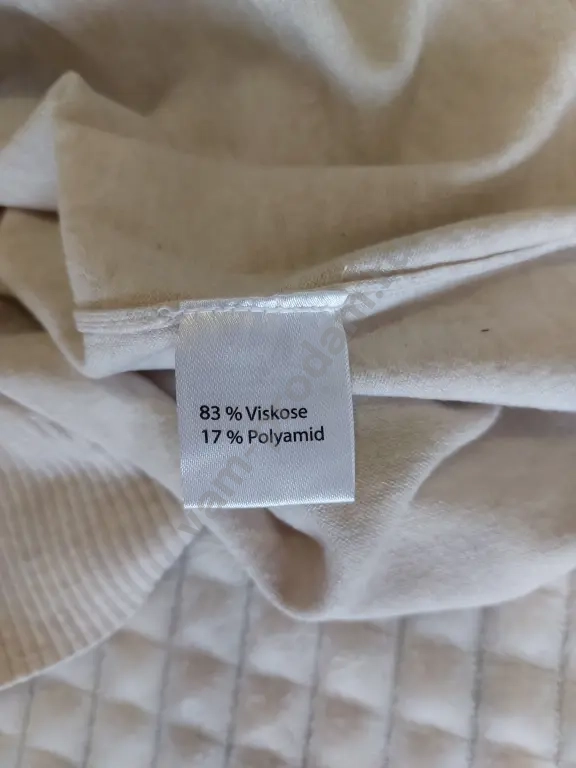 83 % Viskose
17 % Polyamid